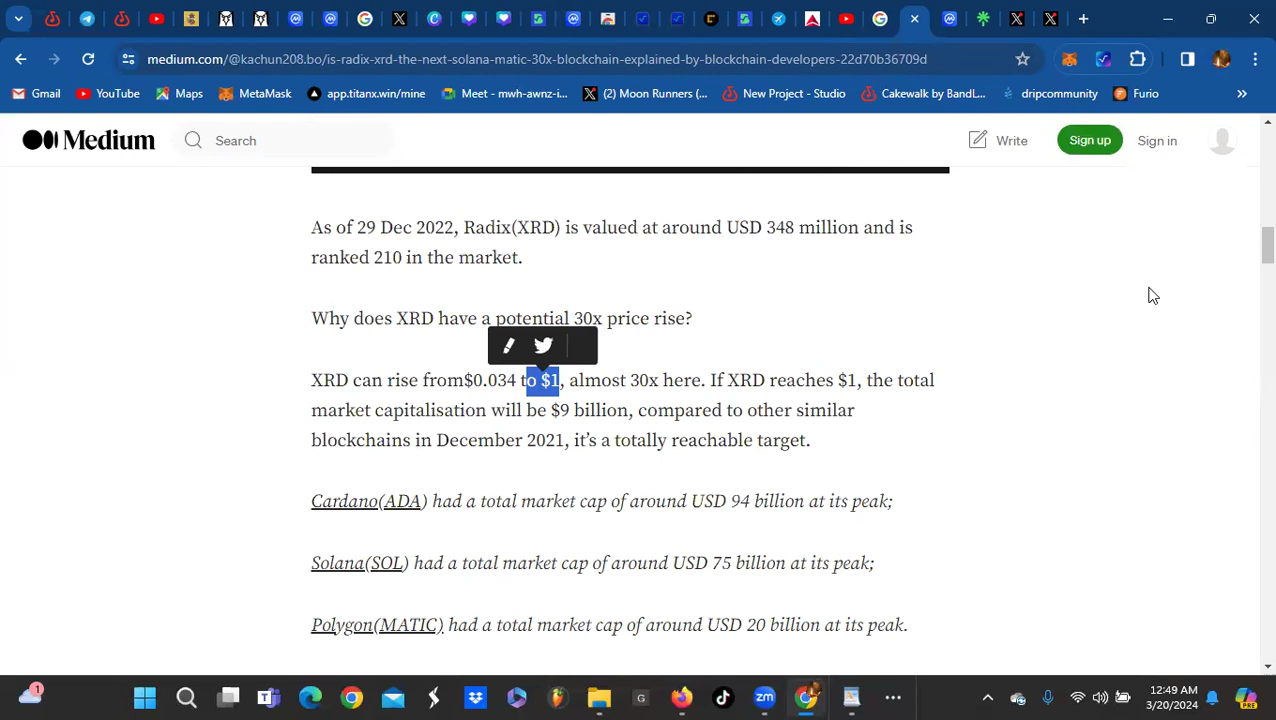 medium.com/@kachun208.bo/is-radix-xrd-the-next-solana-matic-30x-blockchain-explained-by-blockchain-developers-22d70b36709d
Gmail YouTube Maps MetaMask app.titanx.win/mine Meet - mwh-awnz-i... (2) Moon Runners (... New Project - Studio Cakewalk by BandL... dripcommunity Furio »
Medium Search Write Sign up Sign in
As of 29 Dec 2022, Radix(XRD) is valued at around USD 348 million and is
ranked 210 in the market.
Why does XRD have a potential 30x price rise?
XRD can rise from$0.034 to $1, almost 30x here. If XRD reaches $1, the total
market capitalisation will be $9 billion, compared to other similar
blockchains in December 2021, it’s a totally reachable target.
Cardano(ADA) had a total market cap of around USD 94 billion at its peak;
Solana(SOL) had a total market cap of around USD 75 billion at its peak;
Polygon(MATIC) had a total market cap of around USD 20 billion at its peak.
1
G
zm
12:49 AM
3/20/2024
PRE